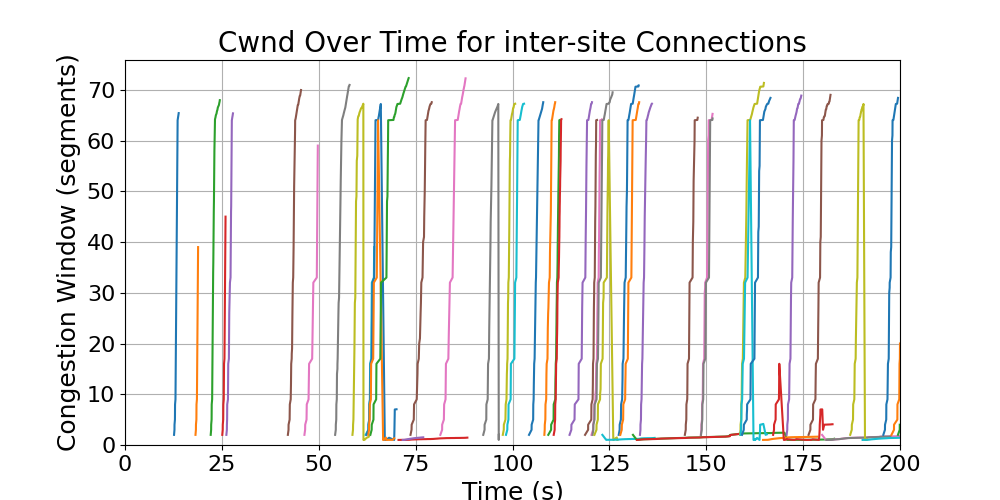 Cwnd Over Time for inter-site Connections
Congestion Window (segments)
70
60
50
40
30
20
10
0
0 25 50 75 100 125 150 175 200
Time (s)